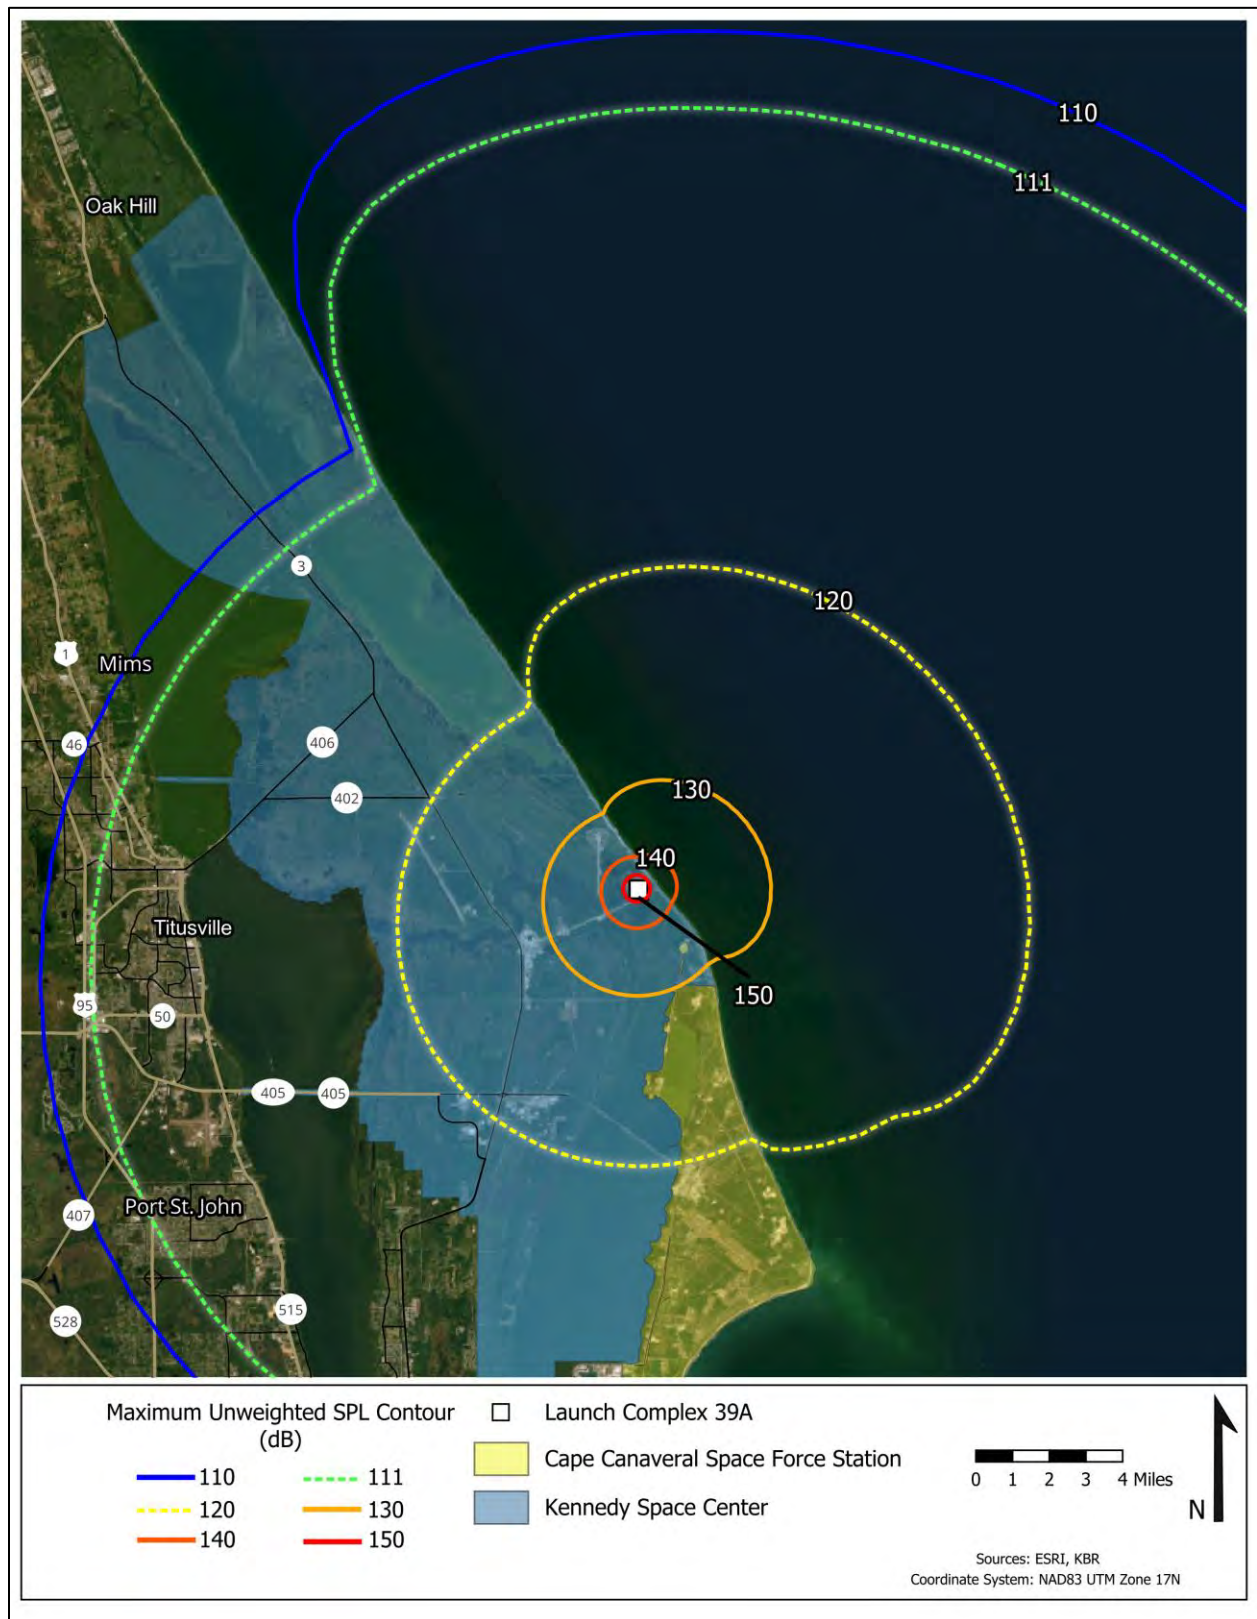 110
111
Oak Hill
3
120
1
Mims
46
406
130
402
140
Titusville
150
95
50
405
405
Port St. John
407
515
528
Maximum Unweighted SPL Contour
(dB)
110
111
120
130
140
150
Launch Complex 39A
Cape Canaveral Space Force Station
Kennedy Space Center
0 1 2 3 4 Miles
N
Sources: ESRI, KBR
Coordinate System: NAD83 UTM Zone 17N